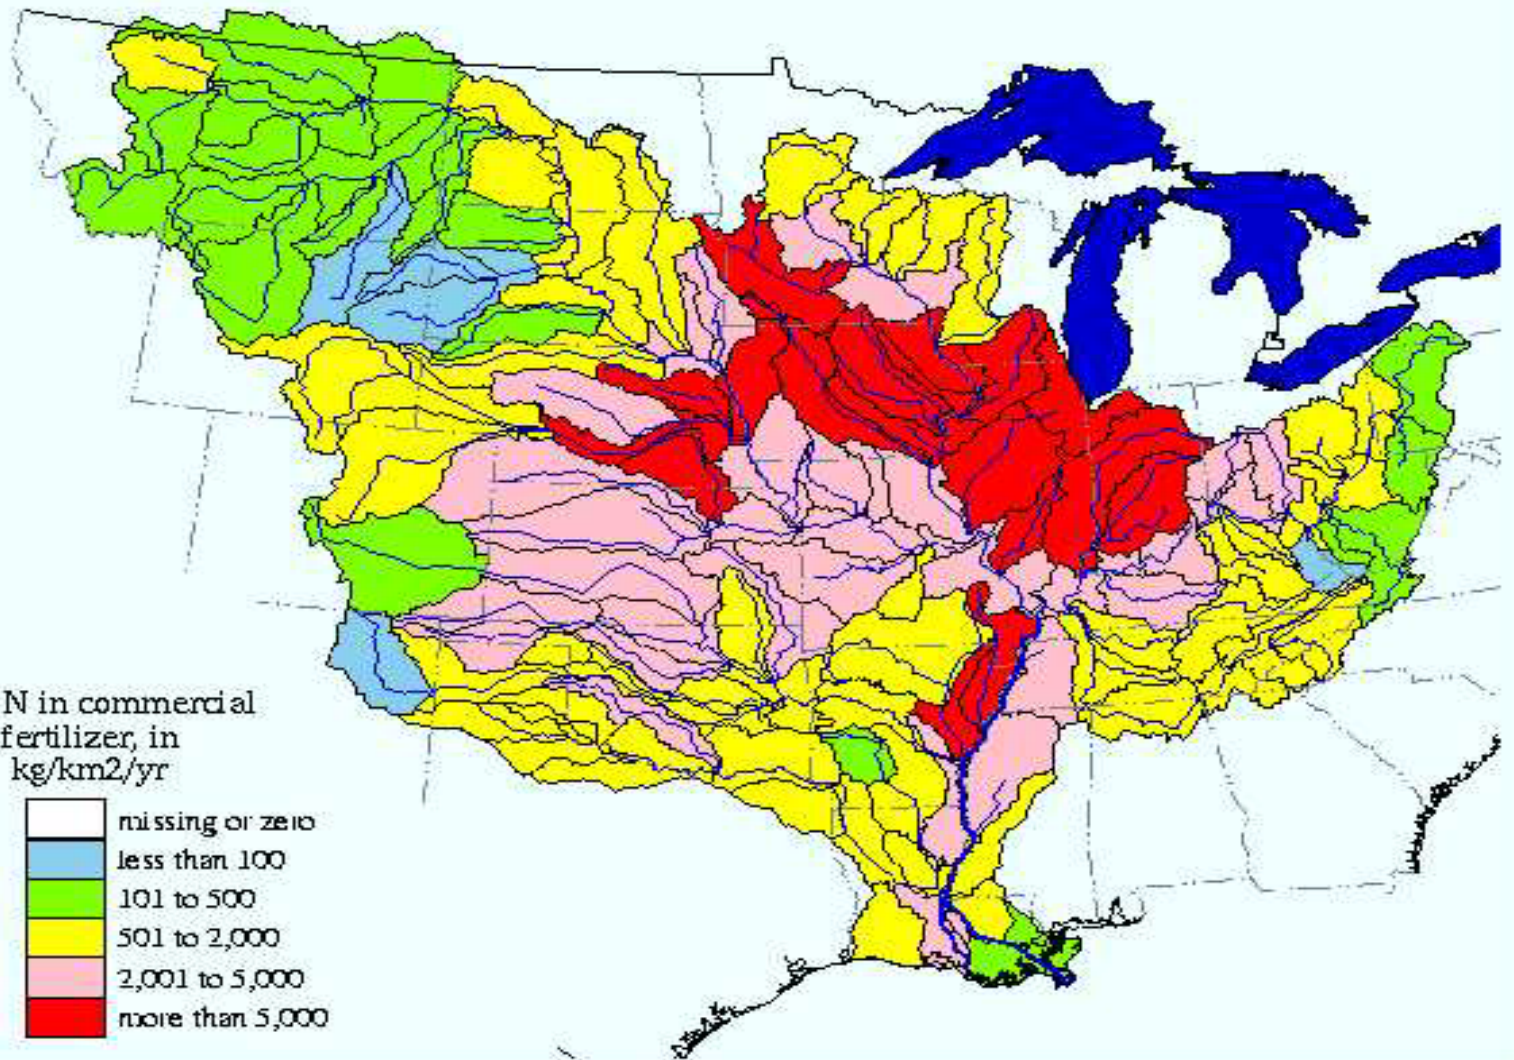 N in commercial
fertilizer, in
kg/km2/yr
missing or zero
less than 100
101 to 500
501 to 2,000
2,001 to 5,000
more than 5,000